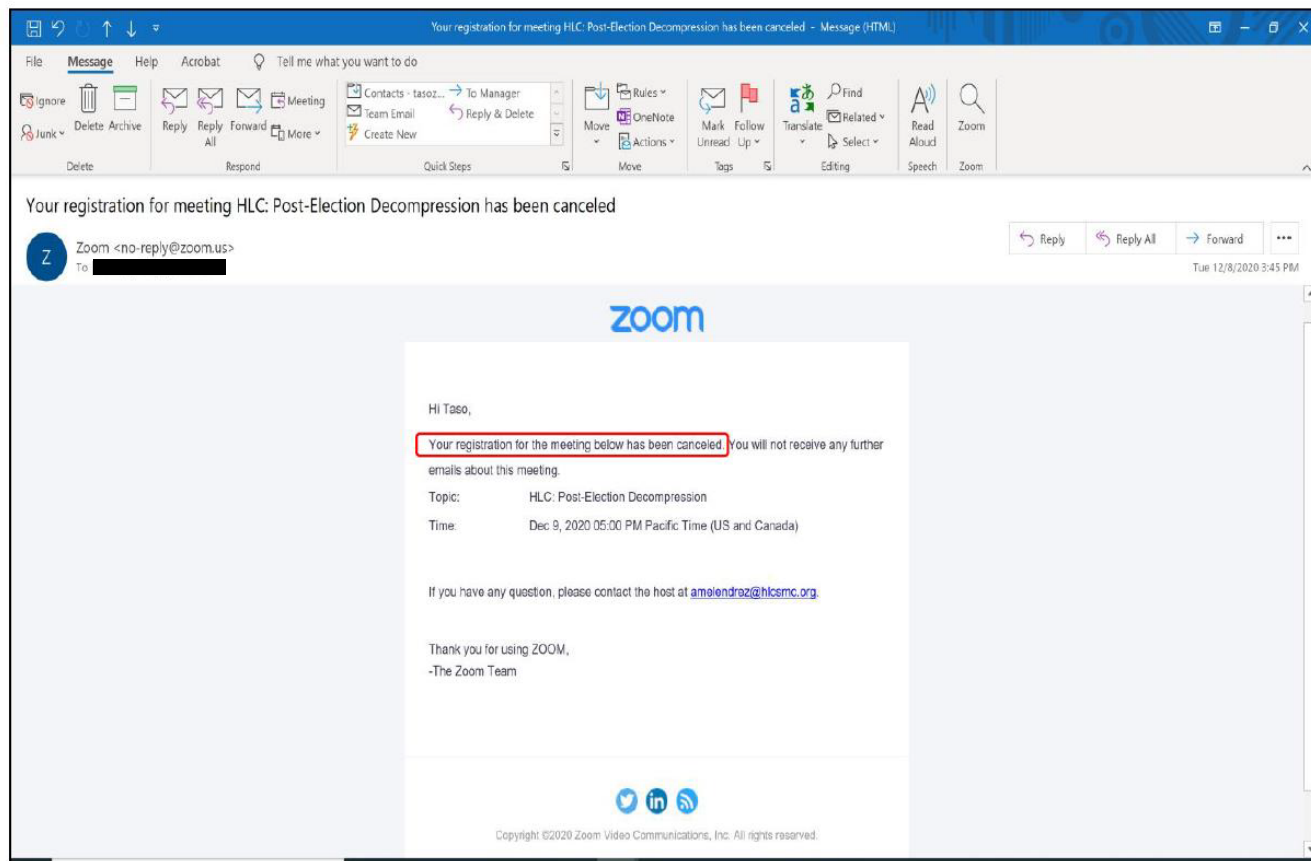 Your registration for meeting HLC: Post-Election Decompression has been canceled - Message (HTML)
File Message Help Acrobat Tell me what you want to do
Ignore
Junk
Delete
Archive
Reply
Reply All
Forward
Meeting
More
Contacts - tasoz...
To Manager
Team Email
Reply & Delete
Create New
Move
Rules
OneNote
Actions
Mark Unread
Follow Up
Translate
Find
Related
Select
Read Aloud
Zoom
Delete Respond Quick Steps Move Tags Editing Speech Zoom
Your registration for meeting HLC: Post-Election Decompression has been canceled
Z
Zoom <no-reply@zoom.us>
To
Reply Reply All Forward
Tue 12/8/2020 3:45 PM
zoom
Hi Taso,
Your registration for the meeting below has been canceled. You will not receive any further
emails about this meeting.
Topic: HLC: Post-Election Decompression
Time: Dec 9, 2020 05:00 PM Pacific Time (US and Canada)
If you have any question, please contact the host at amelendrez@hlcsmc.org.
Thank you for using ZOOM,
-The Zoom Team
in
Copyright ©2020 Zoom Video Communications, Inc. All rights reserved.